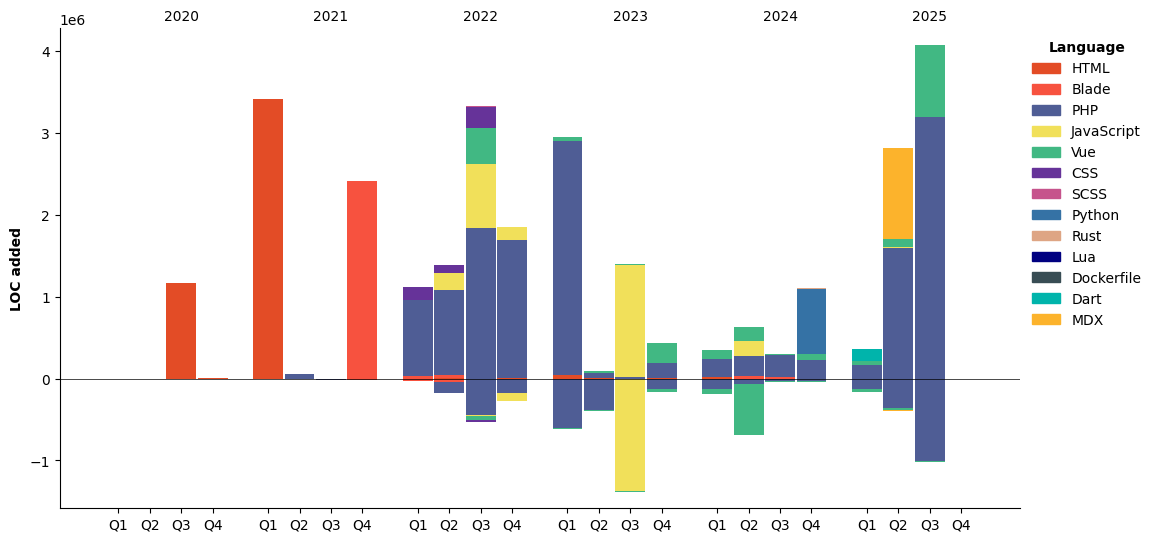 1e6
2020 2021 2022 2023 2024 2025
LOC added
4
3
2
1
0
−1
Q1 Q2 Q3 Q4 Q1 Q2 Q3 Q4 Q1 Q2 Q3 Q4 Q1 Q2 Q3 Q4 Q1 Q2 Q3 Q4 Q1 Q2 Q3 Q4
Language
HTML
Blade
PHP
JavaScript
Vue
CSS
SCSS
Python
Rust
Lua
Dockerfile
Dart
MDX